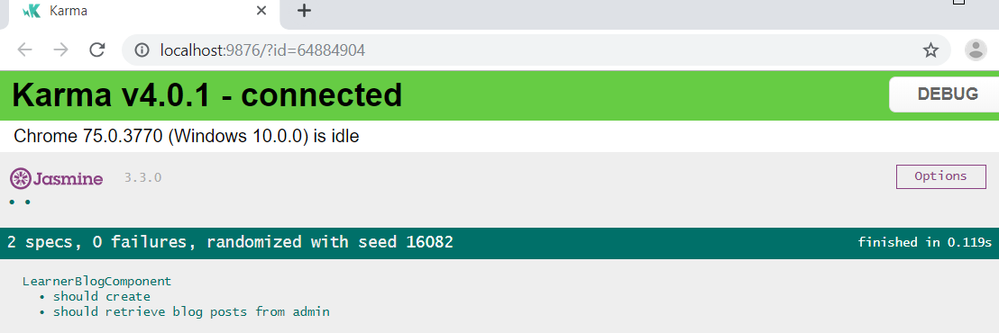 Karma
localhost:9876/?id=64884904
Karma v4.0.1 - connected
DEBUG
Chrome 75.0.3770 (Windows 10.0.0) is idle
Jasmine 3.3.0
Options
2 specs, 0 failures, randomized with seed 16082
finished in 0.119s
LearnerBlogComponent
• should create
• should retrieve blog posts from admin